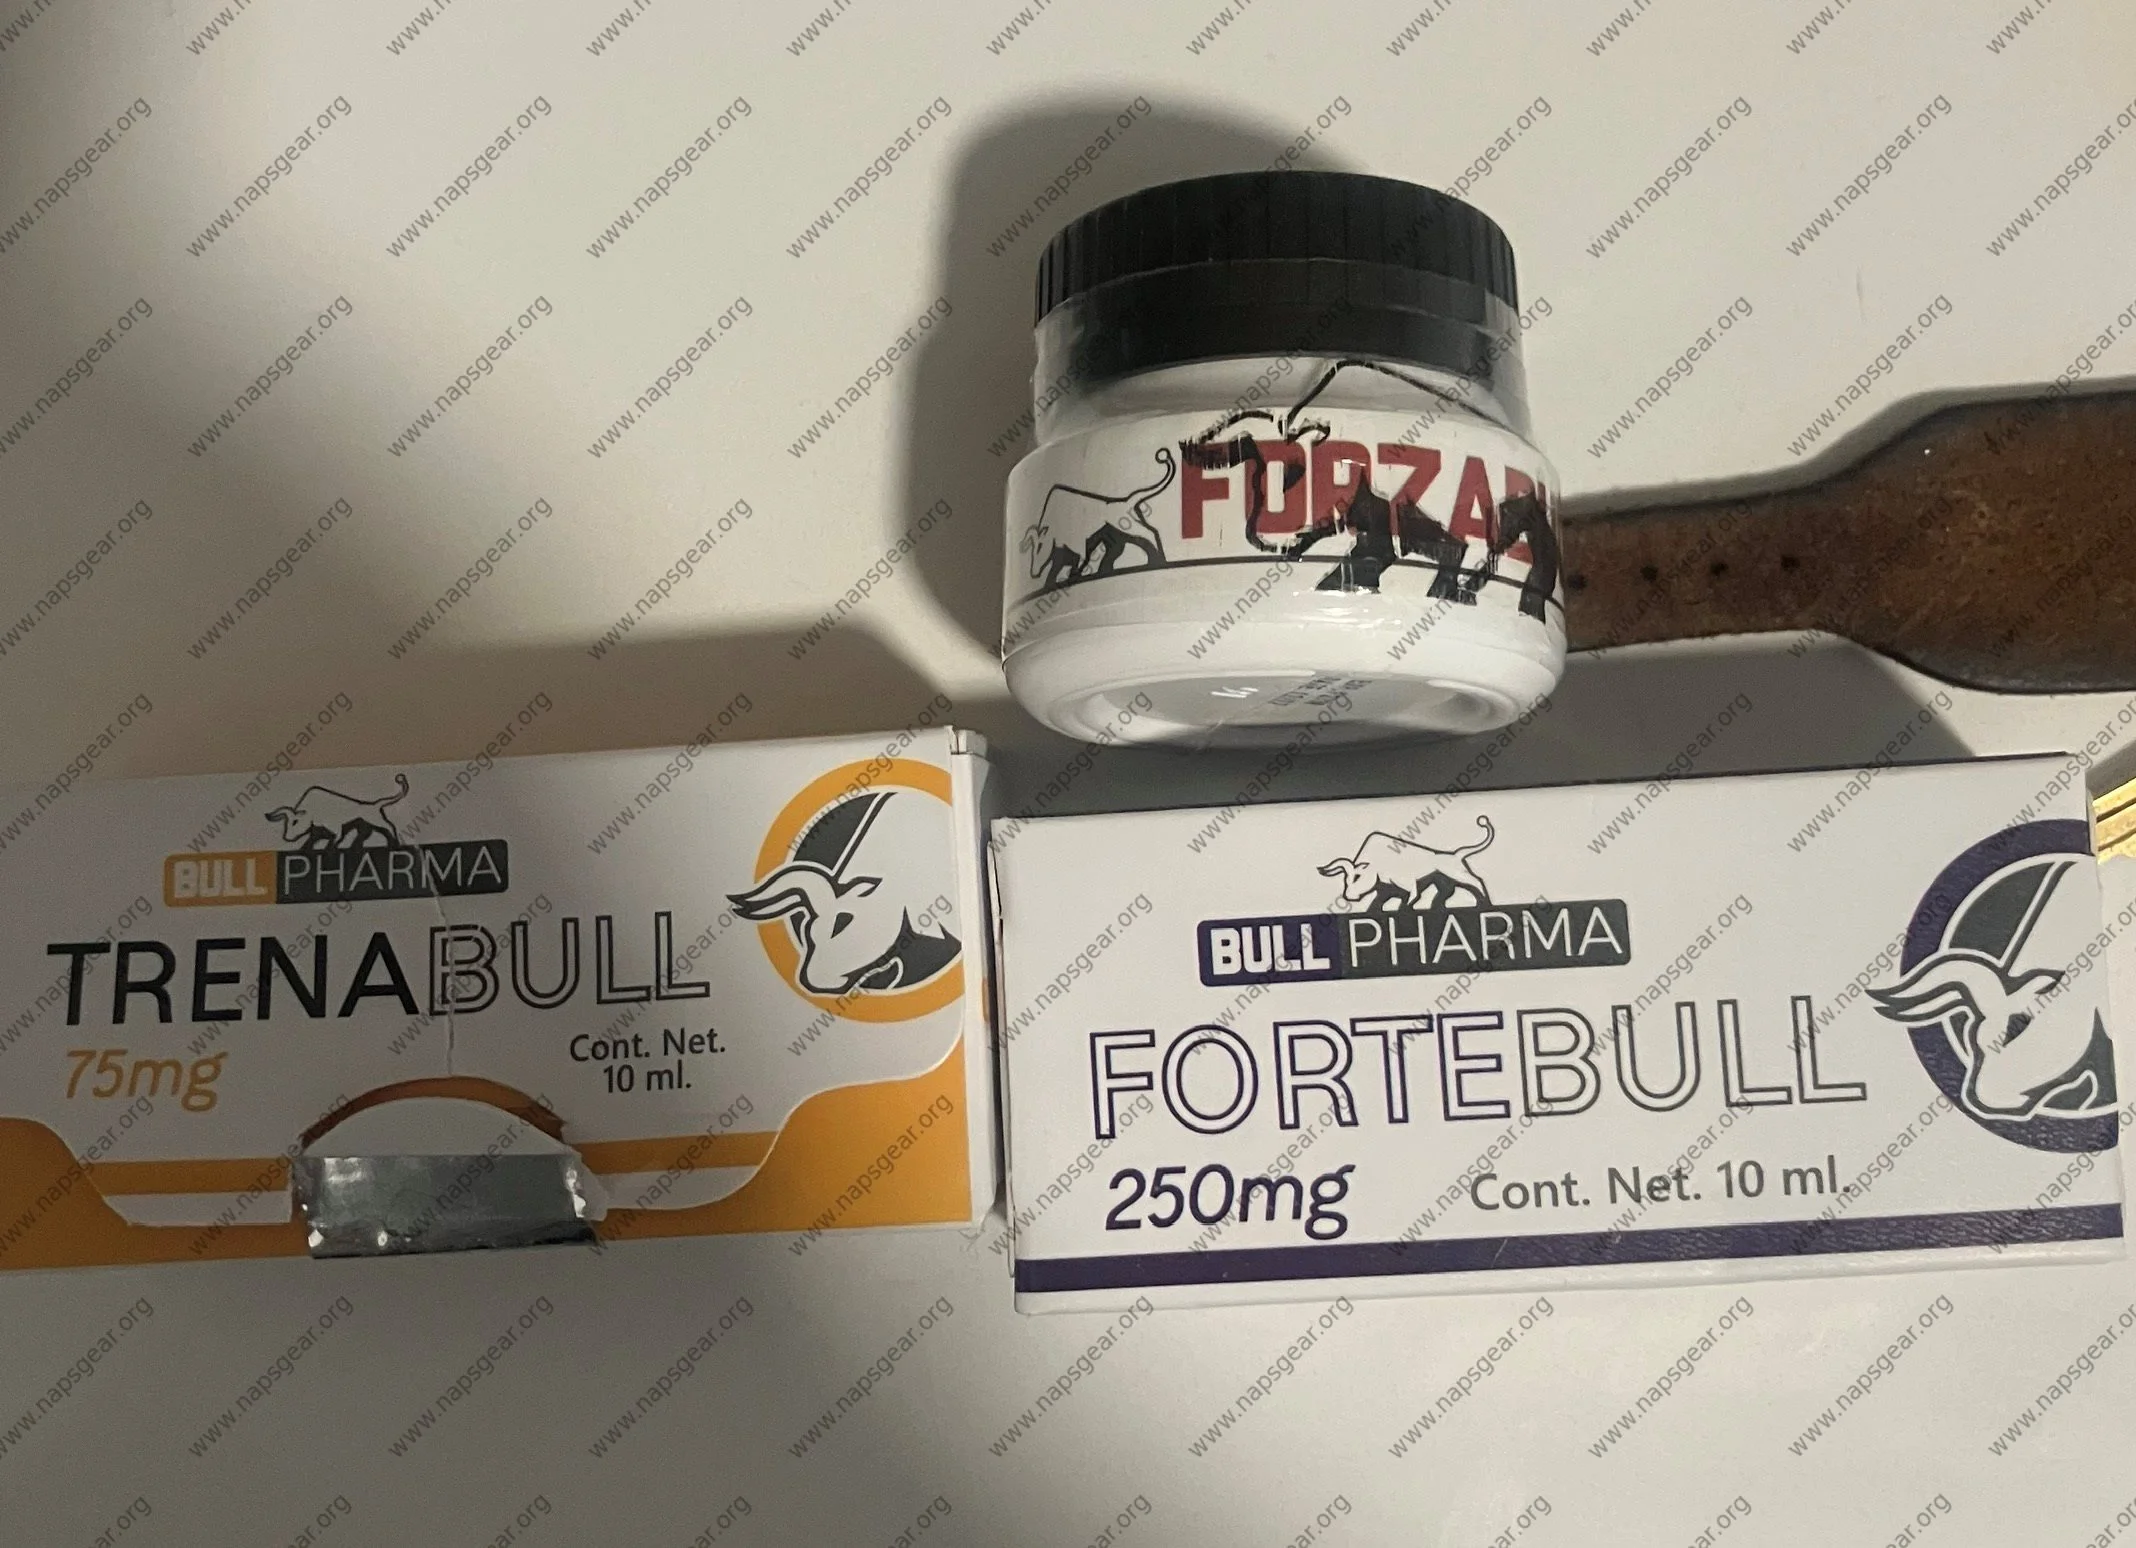 www.napsgear.org
FORZAB
BULL PHARMA
TRENABULL
75mg
Cont. Net.
10 ml.
BULL PHARMA
FORTEBULL
250mg
Cont. Net. 10 ml.